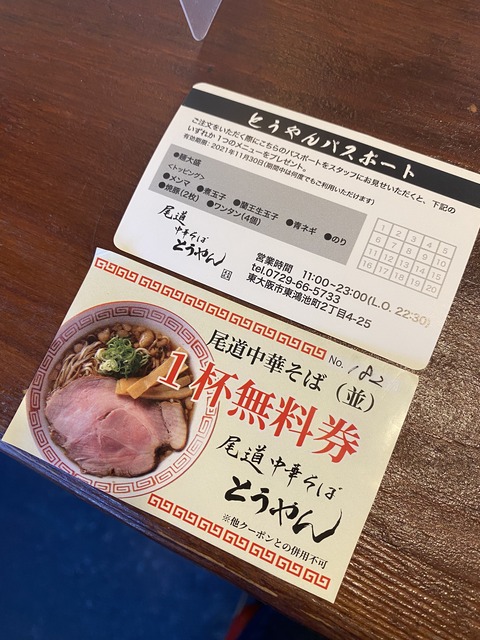 とうやんパスポート
ご注文をいただく際にこちらのパスポートをスタッフにお見せいただくと、下記の
いずれか1つのメニューをプレゼント。
有効期限:2021年11月30日(期間中は何度でもご利用いただけます)
●麺大盛
<トッピング>
●メンマ ●煮玉子 ●蘭王生玉子 ●青ネギ ●のり
●焼豚(2枚) ●ワンタン(4個)
1 2 3 4 5
6 7 8 9 10
11 12 13 14 15
16 17 18 19 20
尾道
中華そば
とうやん
営業時間 11:00~23:00(L.O. 22:30)
tel.0729-66-5733
東大阪市東鴻池町2丁目4-25
No. 182
尾道中華そば(並)
1杯無料券
尾道中華そば
とうやん
※他クーポンとの併用不可